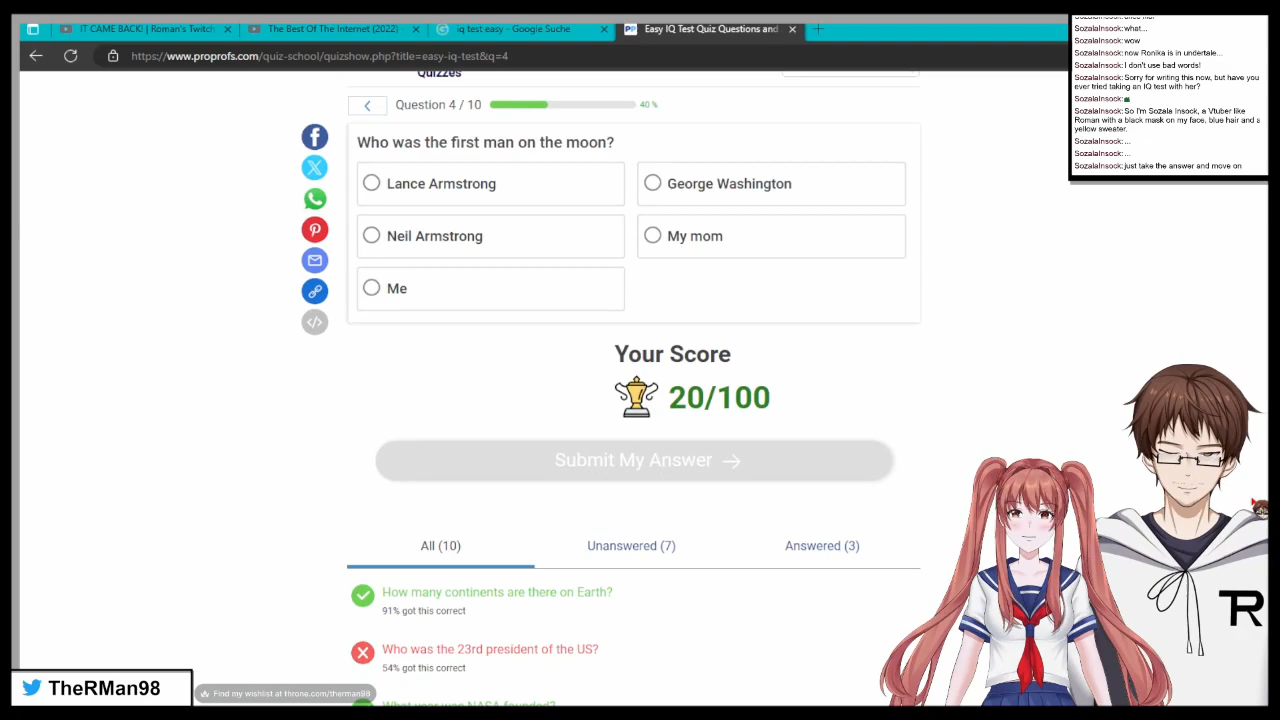 IT CAME BACK! | Roman's Twitch
The Best Of The Internet (2022)
iq test easy - Google Suche
Easy IQ Test Quiz Questions and
https://www.proprofs.com/quiz-school/quizshow.php?title=easy-iq-test&q=4
Quizzes
Question 4 / 10
40 %
Who was the first man on the moon?
Lance Armstrong
George Washington
Neil Armstrong
My mom
Me
Your Score
20/100
Submit My Answer
All (10)
Unanswered (7)
Answered (3)
How many continents are there on Earth?
91% got this correct
Who was the 23rd president of the US?
54% got this correct
What year was NASA founded?
SozalaInsock: what...
SozalaInsock: wow
SozalaInsock: now Ronika is in undertale...
SozalaInsock: I don't use bad words!
SozalaInsock: Sorry for writing this now, but have you
ever tried taking an IQ test with her?
SozalaInsock:
SozalaInsock: So I'm Sozale Insock, a Vtuber like
Roman with a black mask on my face, blue hair and a
yellow sweater.
SozalaInsock: ...
SozalaInsock: ...
SozalaInsock: just take the answer and move on
TR
TheRMan98
Find my wishlist at throne.com/therman98